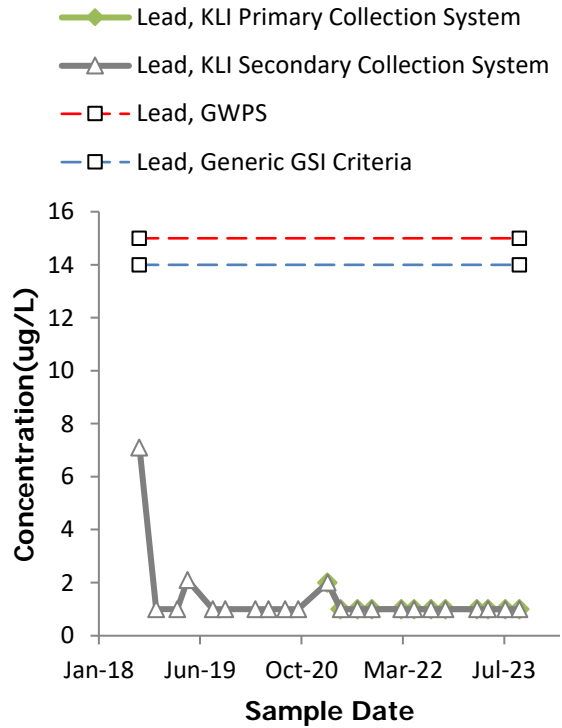 Lead, KLI Primary Collection System
Lead, KLI Secondary Collection System
Lead, GWPS
Lead, Generic GSI Criteria
16
14
12
10
8
6
4
2
0
Concentration(ug/L)
Jan-18 Jun-19 Oct-20 Mar-22 Jul-23
Sample Date